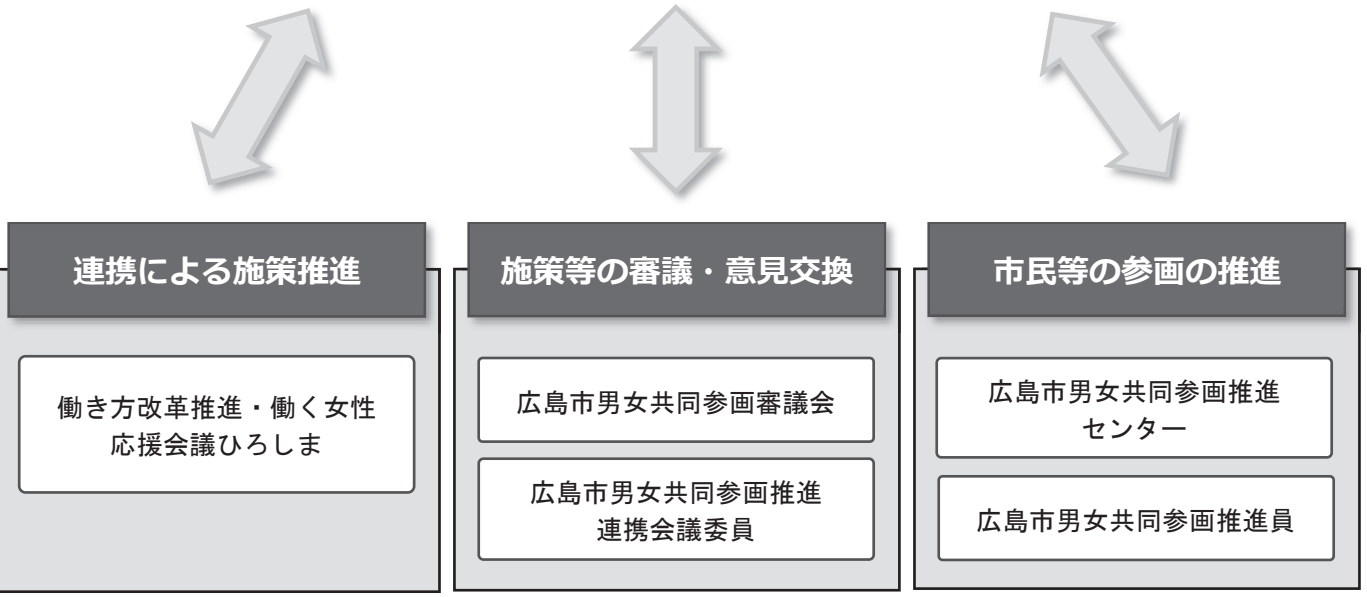 連携による施策推進
働き方改革推進・働く女性
応援会議ひろしま
施策等の審議・意見交換
広島市男女共同参画審議会
広島市男女共同参画推進
連携会議委員
市民等の参画の推進
広島市男女共同参画推進
センター
広島市男女共同参画推進員